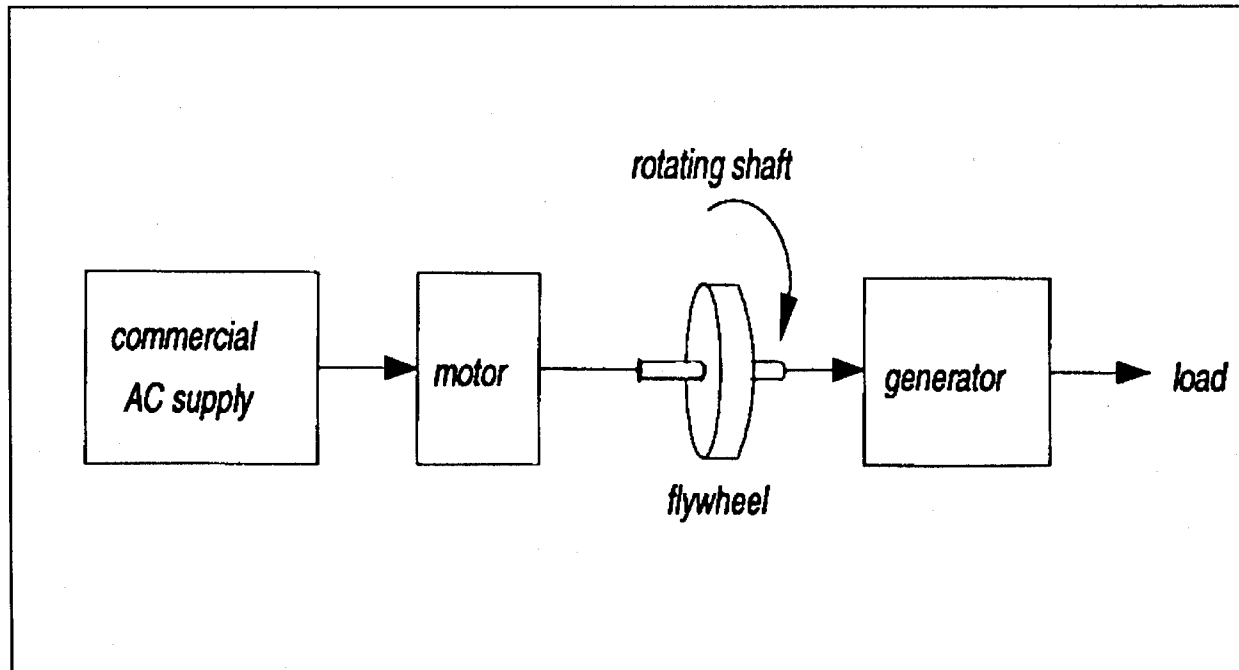 rotating shaft
commercial
AC supply
motor
generator
load
flywheel